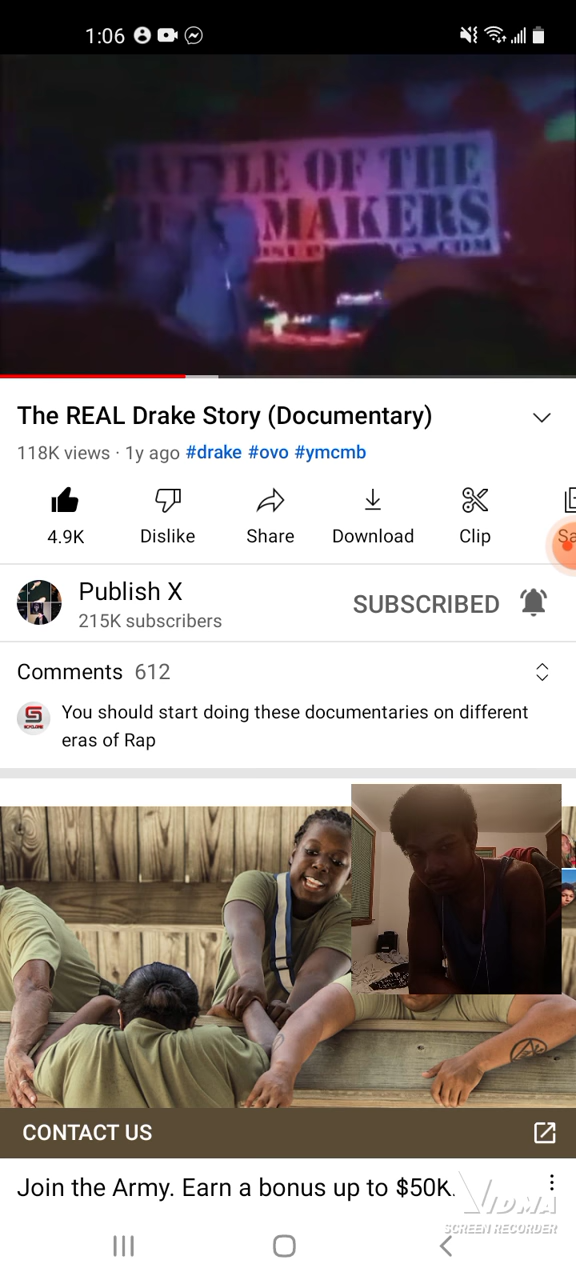 1:06
BATTLE OF THE
MAKERS
The REAL Drake Story (Documentary)
118K views · 1y ago #drake #ovo #ymcmb
4.9K Dislike Share Download Clip
Publish X
SUBSCRIBED
215K subscribers
Comments 612
You should start doing these documentaries on different
eras of Rap
CONTACT US
Join the Army. Earn a bonus up to $50K.
VIDMA
SCREEN RECORDER